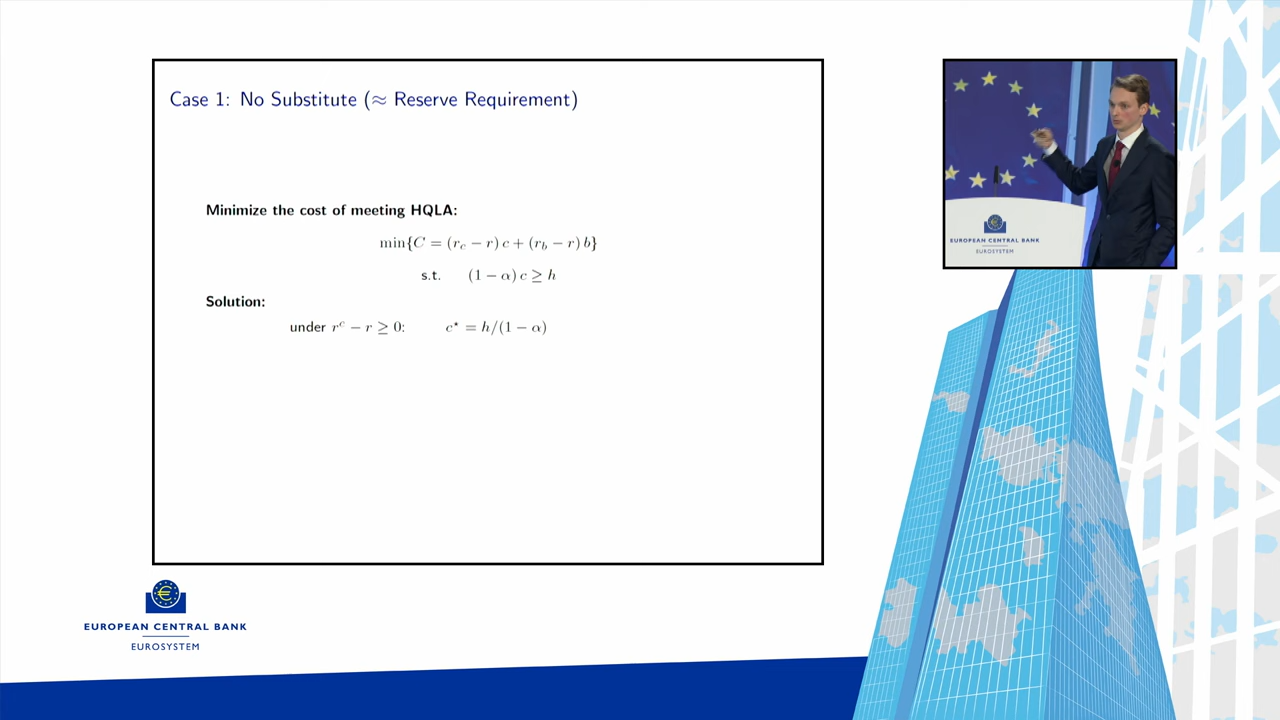 Case 1: No Substitute (≈ Reserve Requirement)
Minimize the cost of meeting HQLA:
min{C = (r_c − r) c + (r_b − r) b}
s.t. (1 − α) c ≥ h
Solution:
under r^c − r ≥ 0: c* = h/(1 − α)
EUROPEAN CENTRAL BANK
EUROSYSTEM
EUROPEAN CENTRAL BANK
EUROSYSTEM